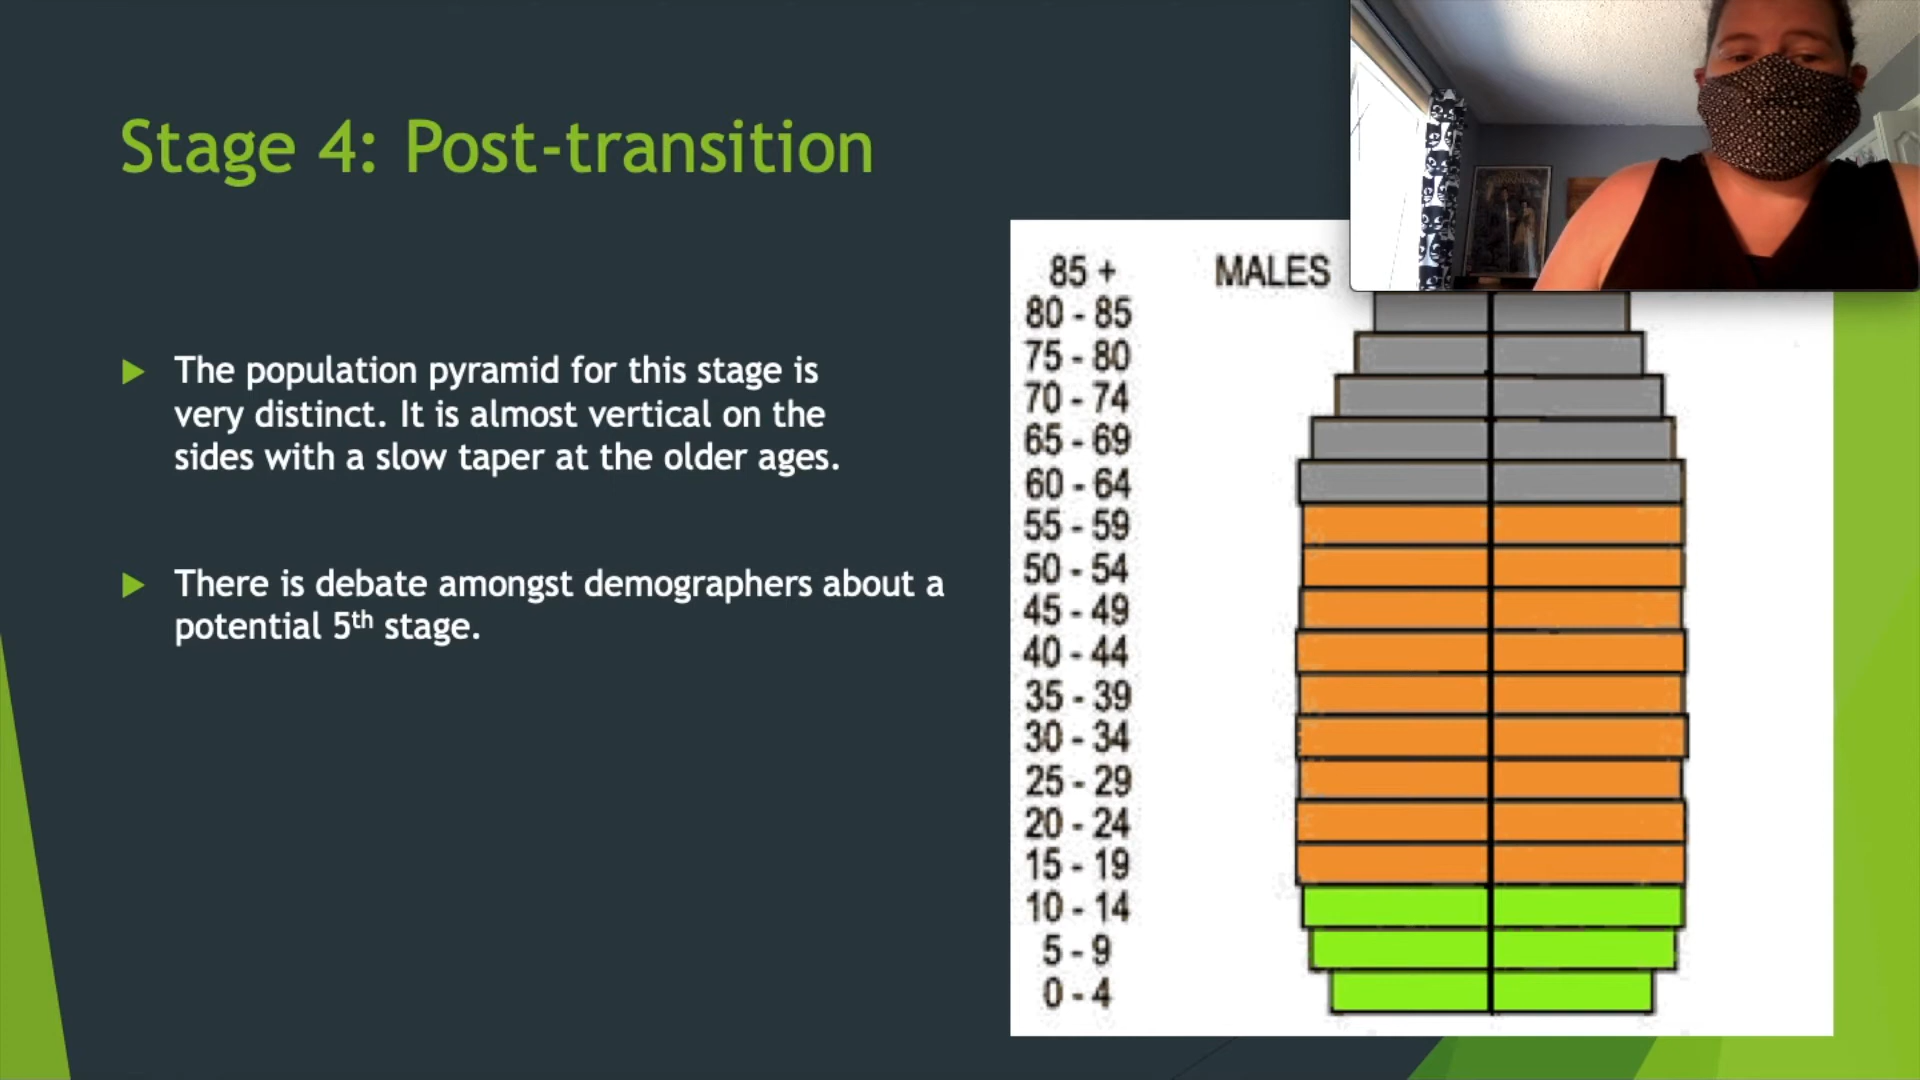 Stage 4: Post-transition
The population pyramid for this stage is
very distinct. It is almost vertical on the
sides with a slow taper at the older ages.
There is debate amongst demographers about a
potential 5th stage.
85 + MALES
80 - 85
75 - 80
70 - 74
65 - 69
60 - 64
55 - 59
50 - 54
45 - 49
40 - 44
35 - 39
30 - 34
25 - 29
20 - 24
15 - 19
10 - 14
5 - 9
0 - 4